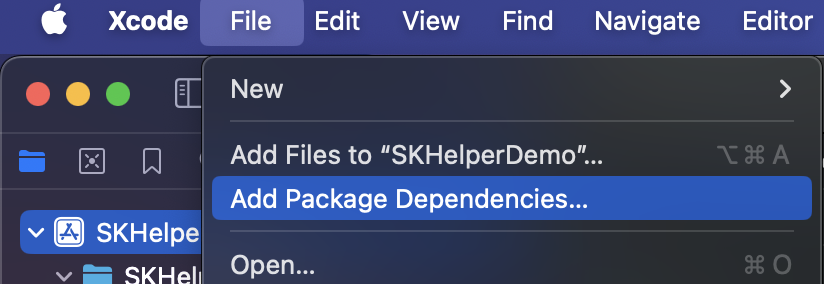 Xcode File Edit View Find Navigate Editor
New
Add Files to “SKHelperDemo”... ⌥⌘A
Add Package Dependencies...
SKHelpe
Open... ⌘O
SKHel